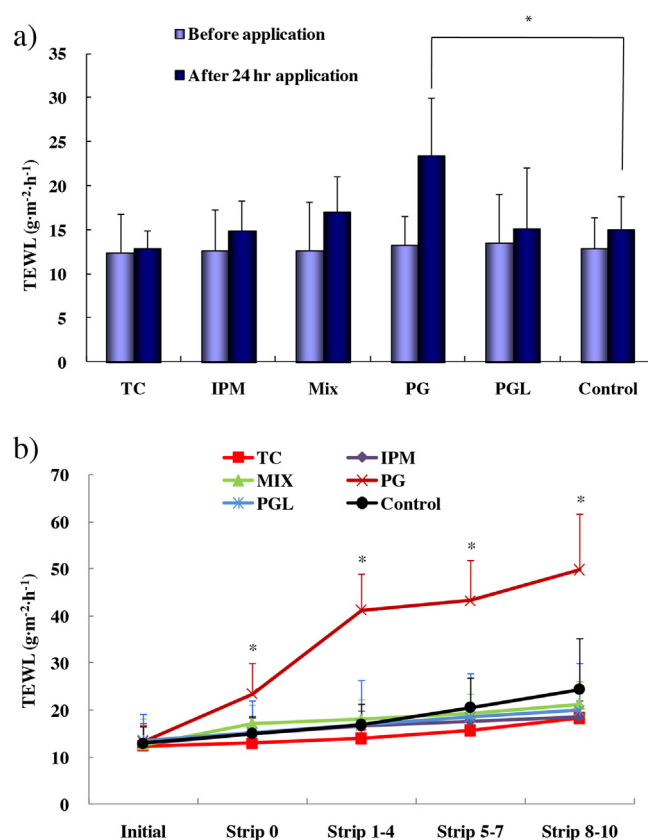 a)
*
Before application
After 24 hr application
35
30
25
20
15
10
5
0
TEWL (g·m-2·h-1)
TC IPM Mix PG PGL Control
b)
TC IPM
MIX PG
PGL Control
70
60
50
40
30
20
10
0
TEWL (g·m-2·h-1)
* * * *
Initial Strip 0 Strip 1-4 Strip 5-7 Strip 8-10